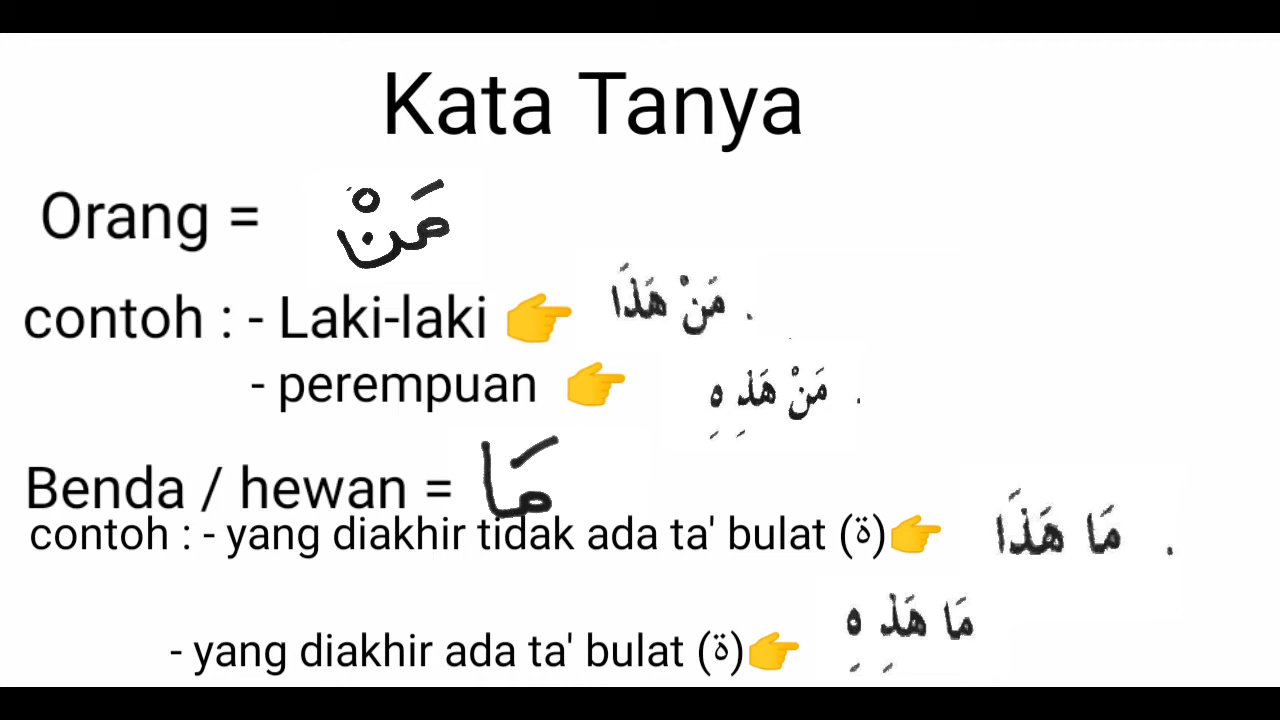 Kata Tanya
Orang = مَنْ
contoh : - Laki-laki 👉 مَنْ هَذَا .
- perempuan 👉 مَنْ هَذِهِ .
Benda / hewan = مَا
contoh : - yang diakhir tidak ada ta' bulat (ة)👉 مَا هَذَا .
- yang diakhir ada ta' bulat (ة)👉 مَا هَذِهِ